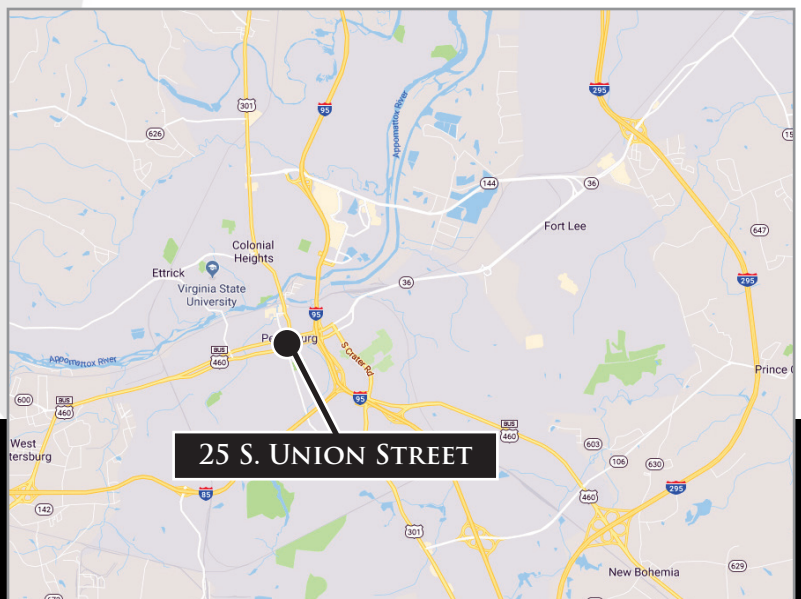 301
95
295
626
Appomattox River
15
144
36
Fort Lee
647
Colonial
Heights
Ettrick
Virginia State
University
36
295
95
BUS
460
S Crater Rd
Appomattox River
Prince
600
BUS
460
95
BUS
460
West
tersburg
25 S. Union Street
603
106
630
85
460
295
142
301
629
New Bohemia